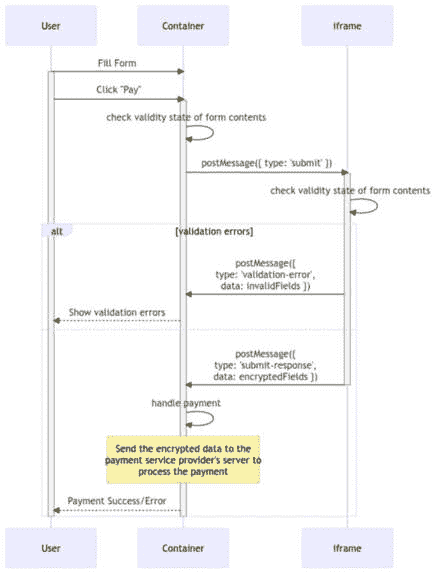 User Container iframe
Fill Form
Click "Pay"
check validity state of form contents
postMessage({ type: 'submit' })
check validity state of form contents
alt [validation errors]
postMessage({
type: 'validation-error',
data: invalidFields })
Show validation errors
postMessage({
type: 'submit-response',
data: encryptedFields })
handle payment
Send the encrypted data to the
payment service provider's server to
process the payment
Payment Success/Error
User Container iframe